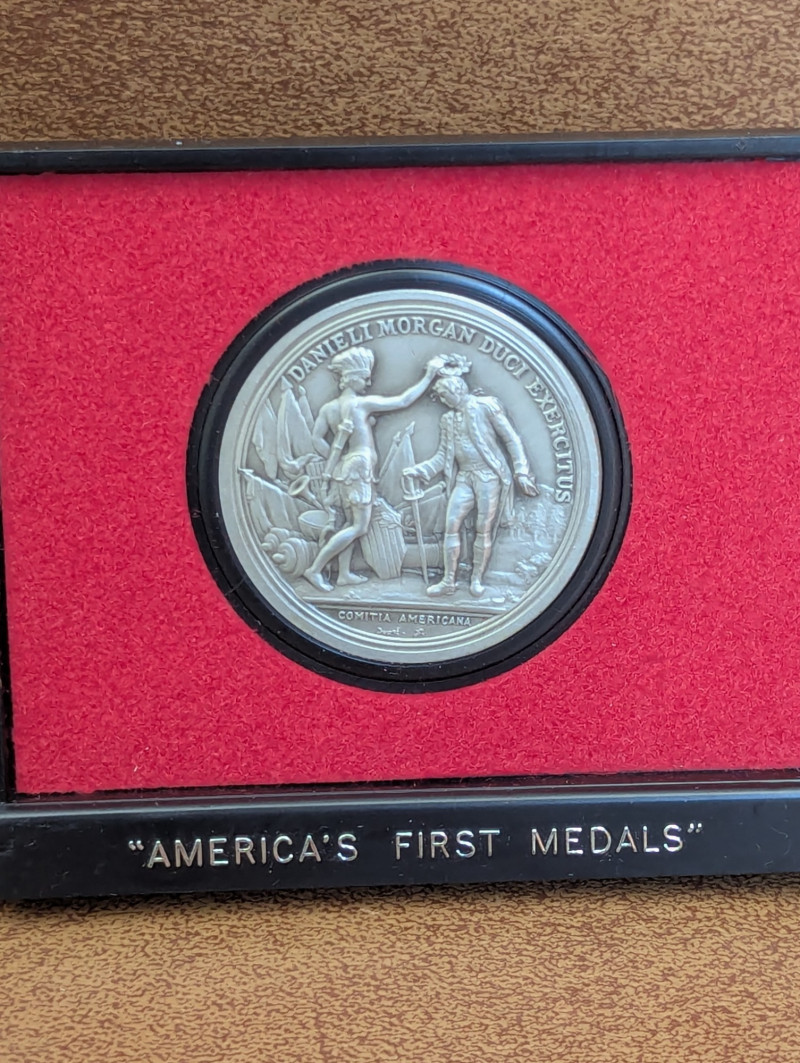 DANIELI MORGAN DUCI EXERCITUS
COMITIA AMERICANA
"AMERICA'S FIRST MEDALS"